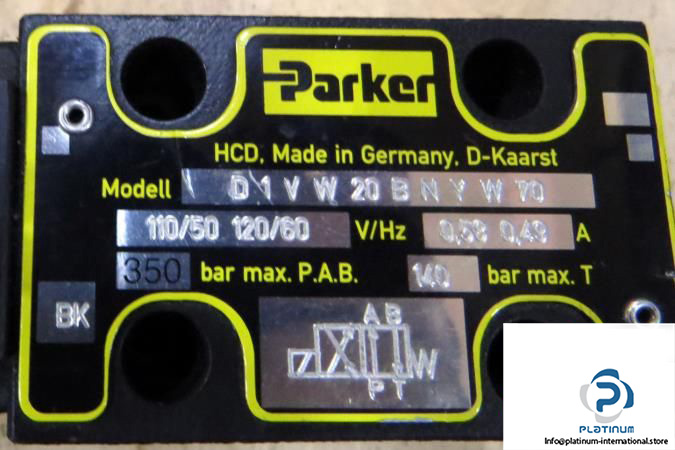 Parker
HCD, Made in Germany, D-Kaarst
Modell D 1 V W 20 B N Y W 70
110/50 120/60 V/Hz 0,58 0,49 A
350 bar max. P.A.B. 140 bar max. T
BK
A B
P T
PLATINUM
Info@platinum-international.store